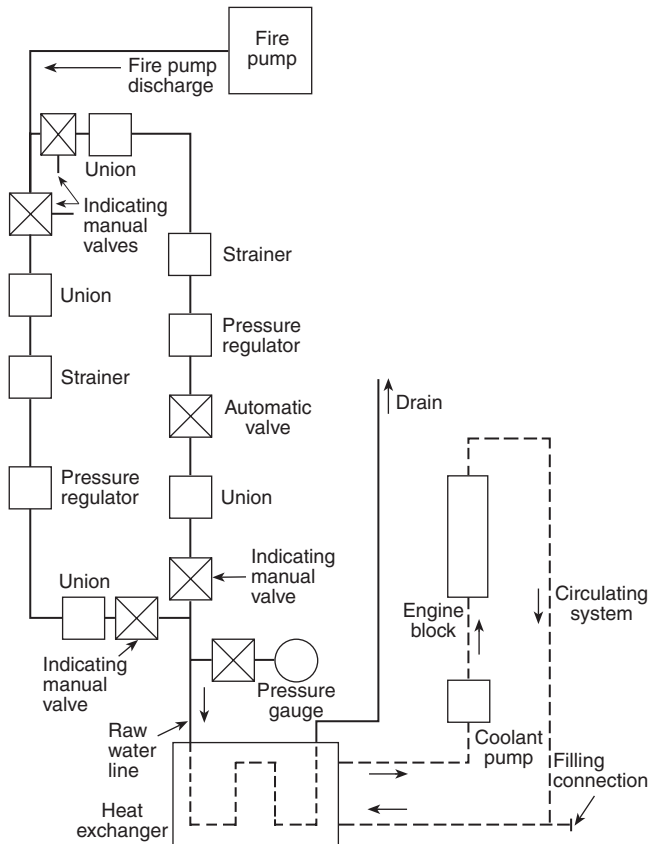 Fire
pump
Fire pump
discharge
Union
Indicating
manual
valves
Strainer
Union
Pressure
regulator
Strainer
Automatic
valve
Drain
Pressure
regulator
Union
Indicating
manual
valve
Union
Engine
block
Circulating
system
Indicating
manual
valve
Pressure
gauge
Raw
water
line
Coolant
pump
Filling
connection
Heat
exchanger